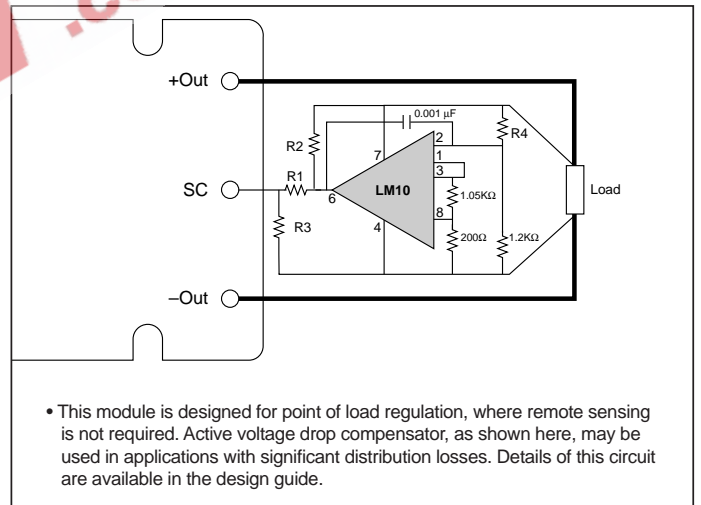 +Out
0.001 µF
R2
R4
2
7
1
3
R1
SC
LM10
Load
6
1.05KΩ
8
R3
4
200Ω
1.2KΩ
–Out
• This module is designed for point of load regulation, where remote sensing
is not required. Active voltage drop compensator, as shown here, may be
used in applications with significant distribution losses. Details of this circuit
are available in the design guide.